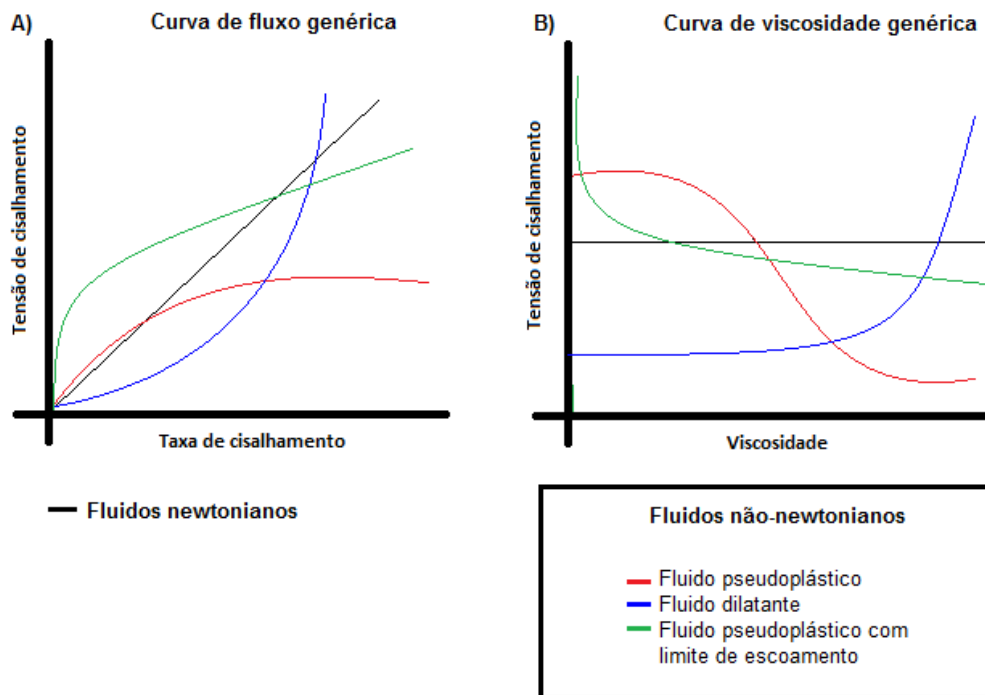 A) Curva de fluxo genérica
Tensão de cisalhamento
Taxa de cisalhamento
B) Curva de viscosidade genérica
Tensão de cisalhamento
Viscosidade
Fluidos newtonianos
Fluidos não-newtonianos
Fluido pseudoplástico
Fluido dilatante
Fluido pseudoplástico com
limite de escoamento